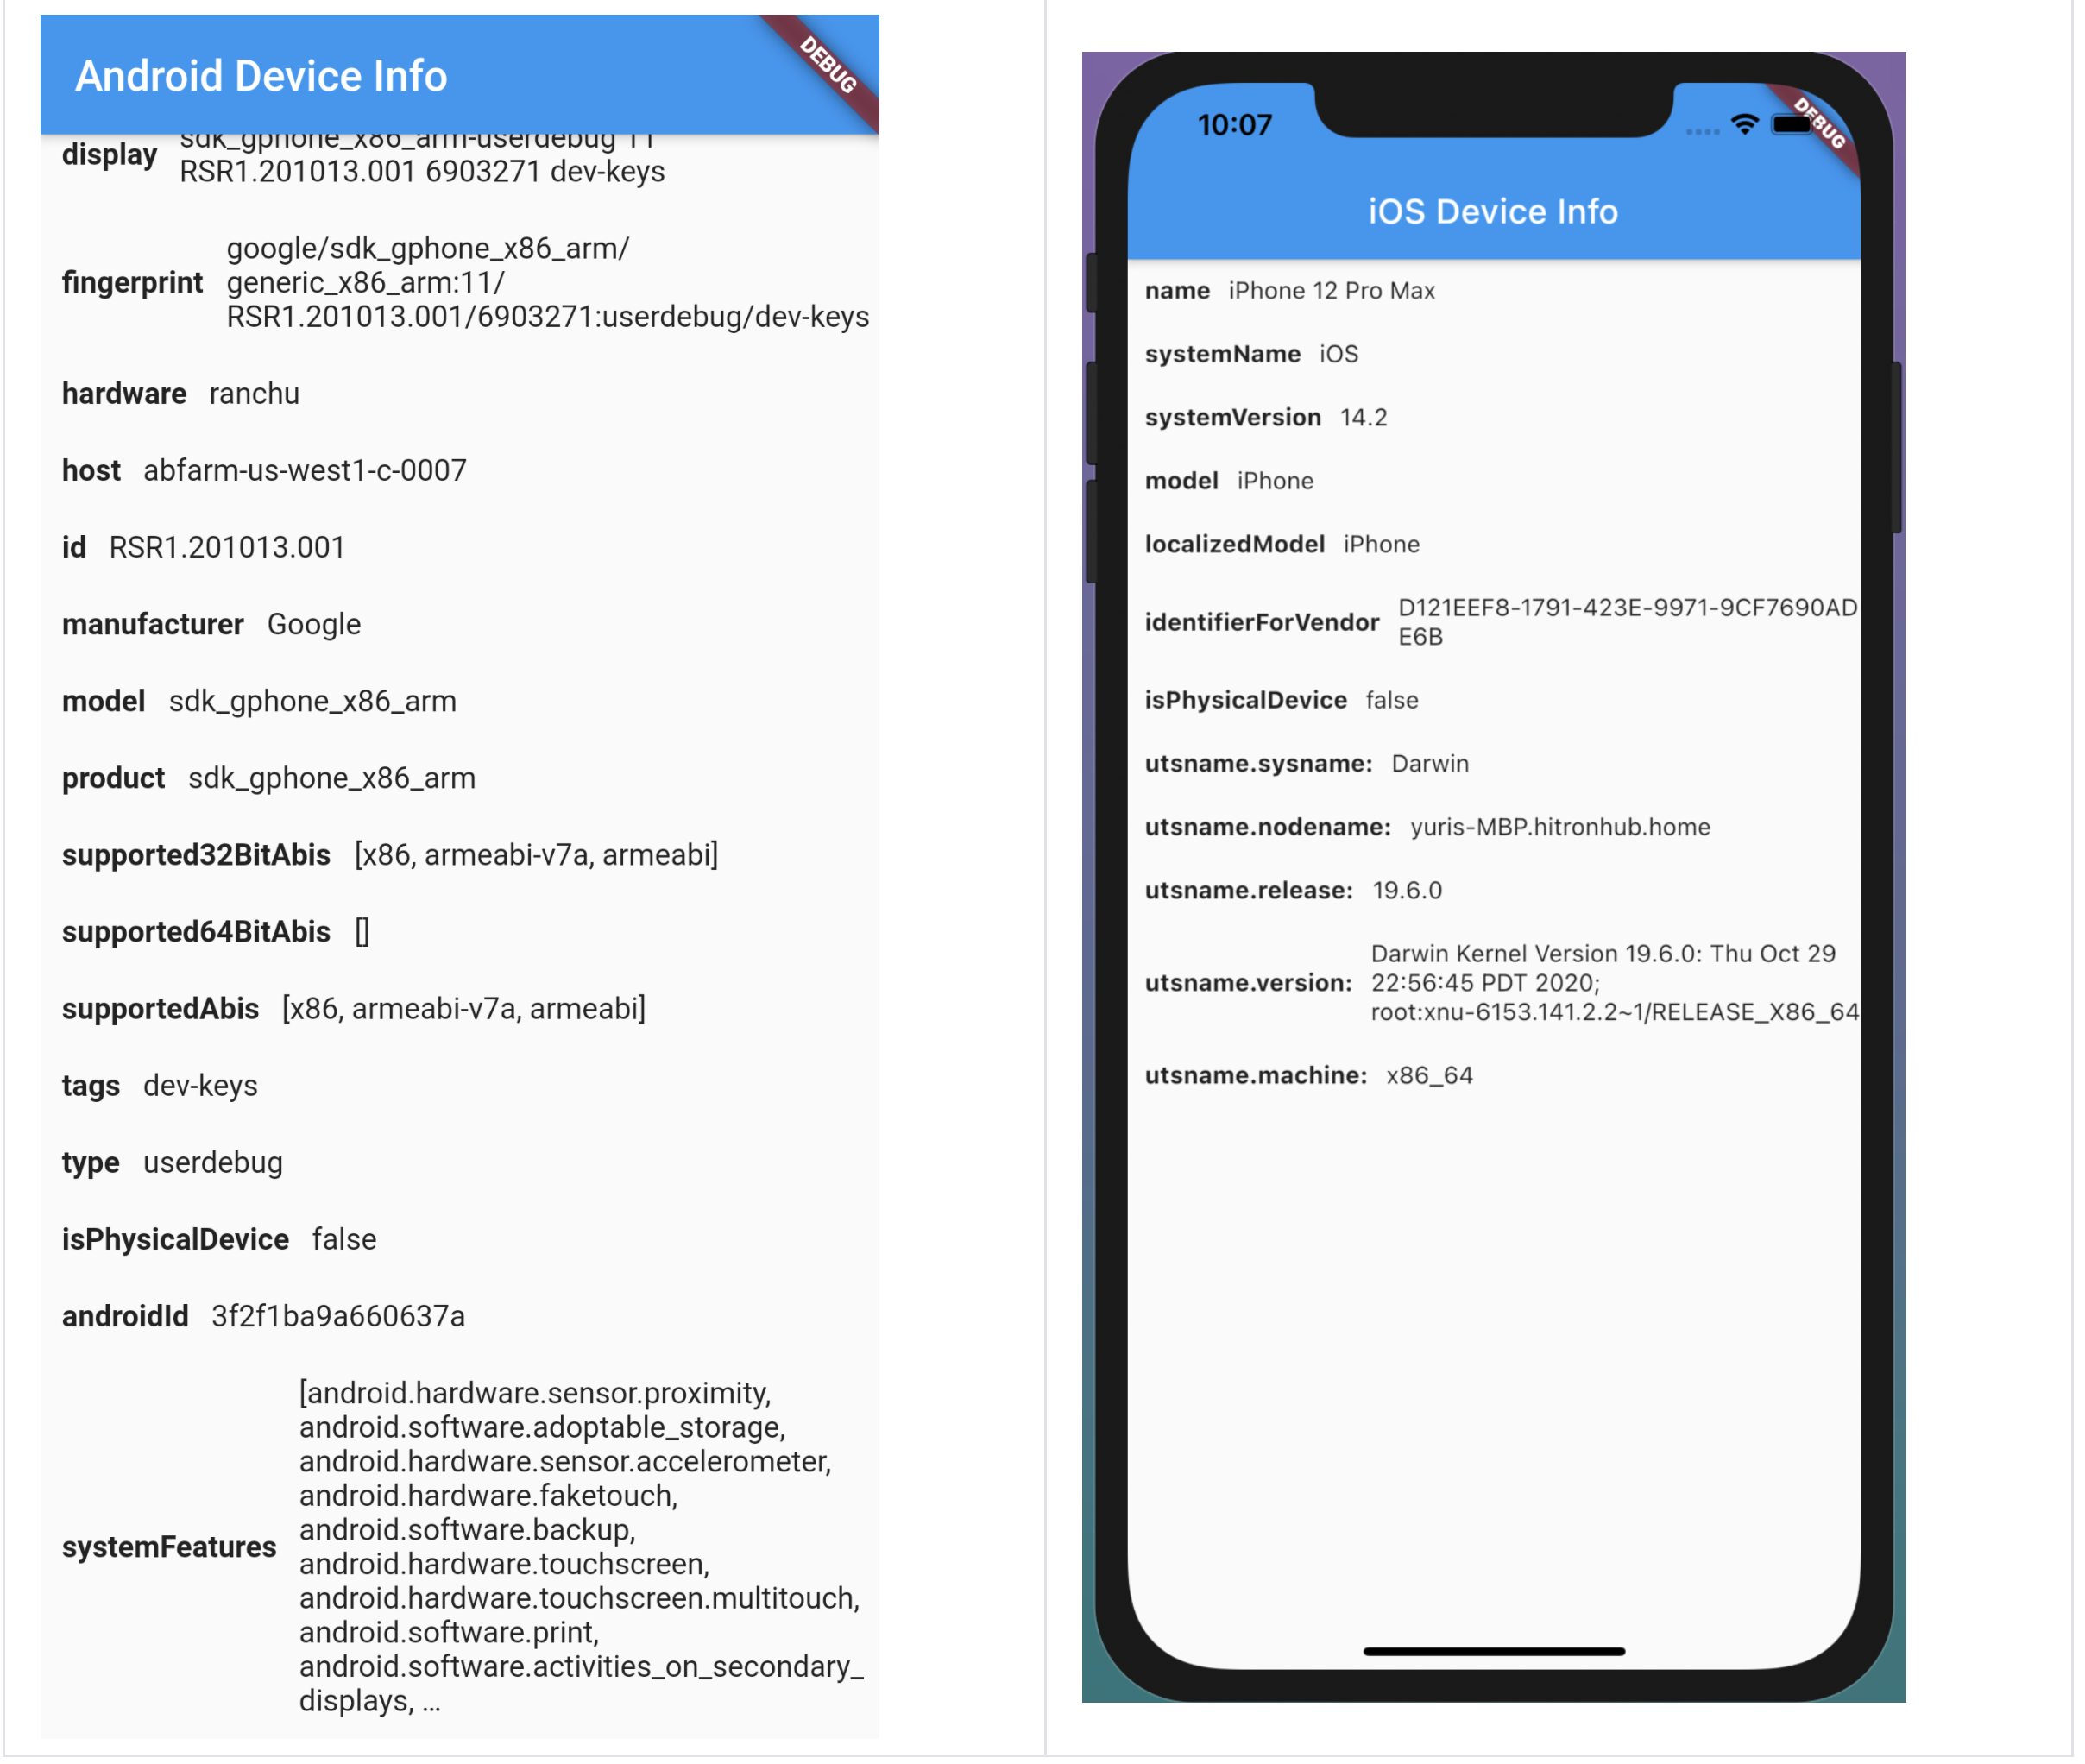 Android Device Info
DEBUG
display
sdk_gphone_x86_arm-userdebug 11
RSR1.201013.001 6903271 dev-keys
fingerprint
google/sdk_gphone_x86_arm/
generic_x86_arm:11/
RSR1.201013.001/6903271:userdebug/dev-keys
hardware ranchu
host abfarm-us-west1-c-0007
id RSR1.201013.001
manufacturer Google
model sdk_gphone_x86_arm
product sdk_gphone_x86_arm
supported32BitAbis [x86, armeabi-v7a, armeabi]
supported64BitAbis []
supportedAbis [x86, armeabi-v7a, armeabi]
tags dev-keys
type userdebug
isPhysicalDevice false
androidId 3f2f1ba9a660637a
systemFeatures
[android.hardware.sensor.proximity,
android.software.adoptable_storage,
android.hardware.sensor.accelerometer,
android.hardware.faketouch,
android.software.backup,
android.hardware.touchscreen,
android.hardware.touchscreen.multitouch,
android.software.print,
android.software.activities_on_secondary_
displays, ...
10:07
DEBUG
iOS Device Info
name iPhone 12 Pro Max
systemName iOS
systemVersion 14.2
model iPhone
localizedModel iPhone
identifierForVendor
D121EEF8-1791-423E-9971-9CF7690AD
E6B
isPhysicalDevice false
utsname.sysname: Darwin
utsname.nodename: yuris-MBP.hitronhub.home
utsname.release: 19.6.0
utsname.version:
Darwin Kernel Version 19.6.0: Thu Oct 29
22:56:45 PDT 2020;
root:xnu-6153.141.2.2~1/RELEASE_X86_64
utsname.machine: x86_64